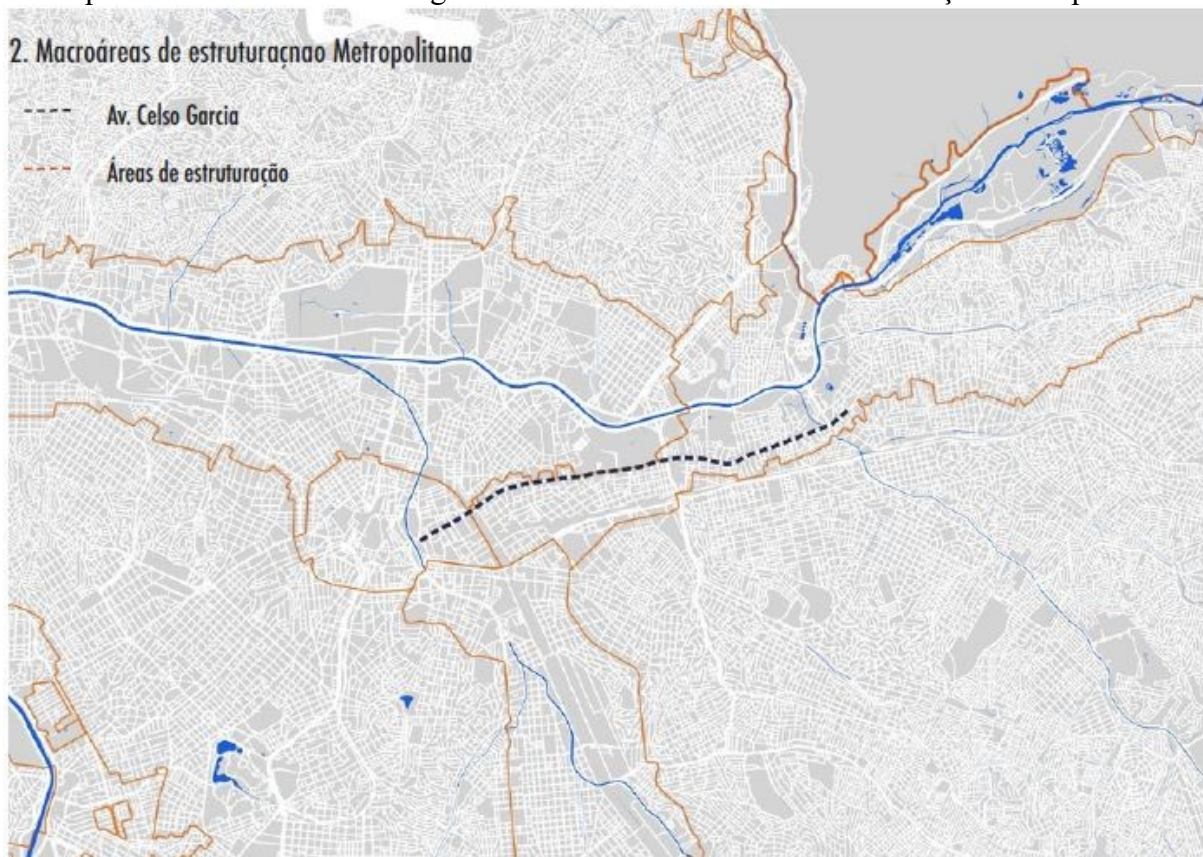 2. Macroáreas de estruturaçnao Metropolitana
Av. Celso Garcia
Áreas de estruturação